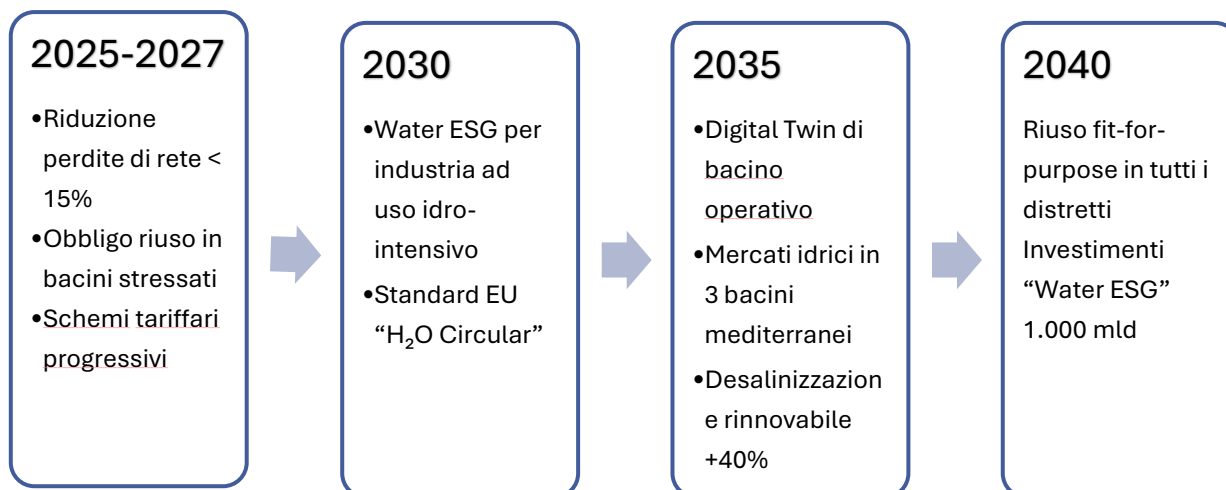 2025-2027
•Riduzione
perdite di rete <
15%
•Obbligo riuso in
bacini stressati
•Schemi tariffari
progressivi
2030
•Water ESG per
industria ad
uso idro-
intensivo
•Standard EU
“H₂O Circular”
2035
•Digital Twin di
bacino
operativo
•Mercati idrici in
3 bacini
mediterranei
•Desalinizzazion
e rinnovabile
+40%
2040
Riuso fit-for-
purpose in tutti i
distretti
Investimenti
“Water ESG”
1.000 mld